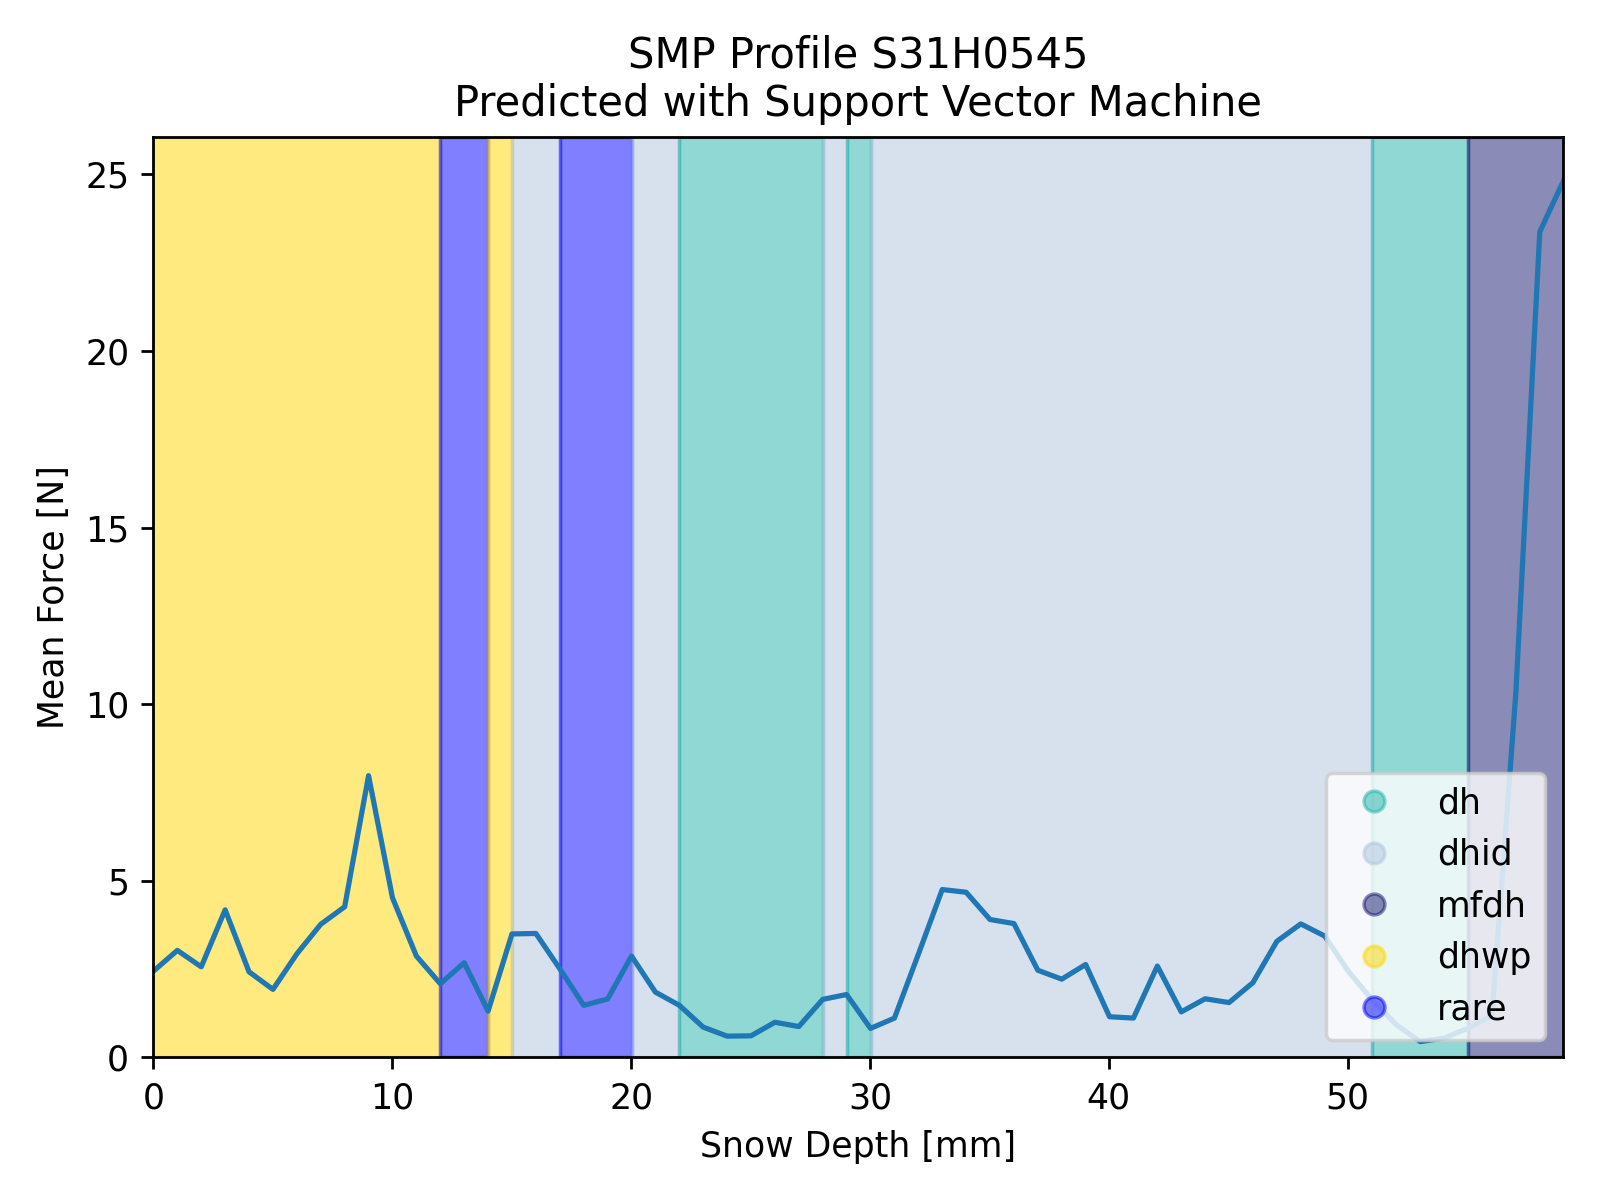 SMP Profile S31H0545
Predicted with Support Vector Machine
Mean Force [N]
25
20
15
10
5
0
0 10 20 30 40 50
Snow Depth [mm]
dh
dhid
mfdh
dhwp
rare